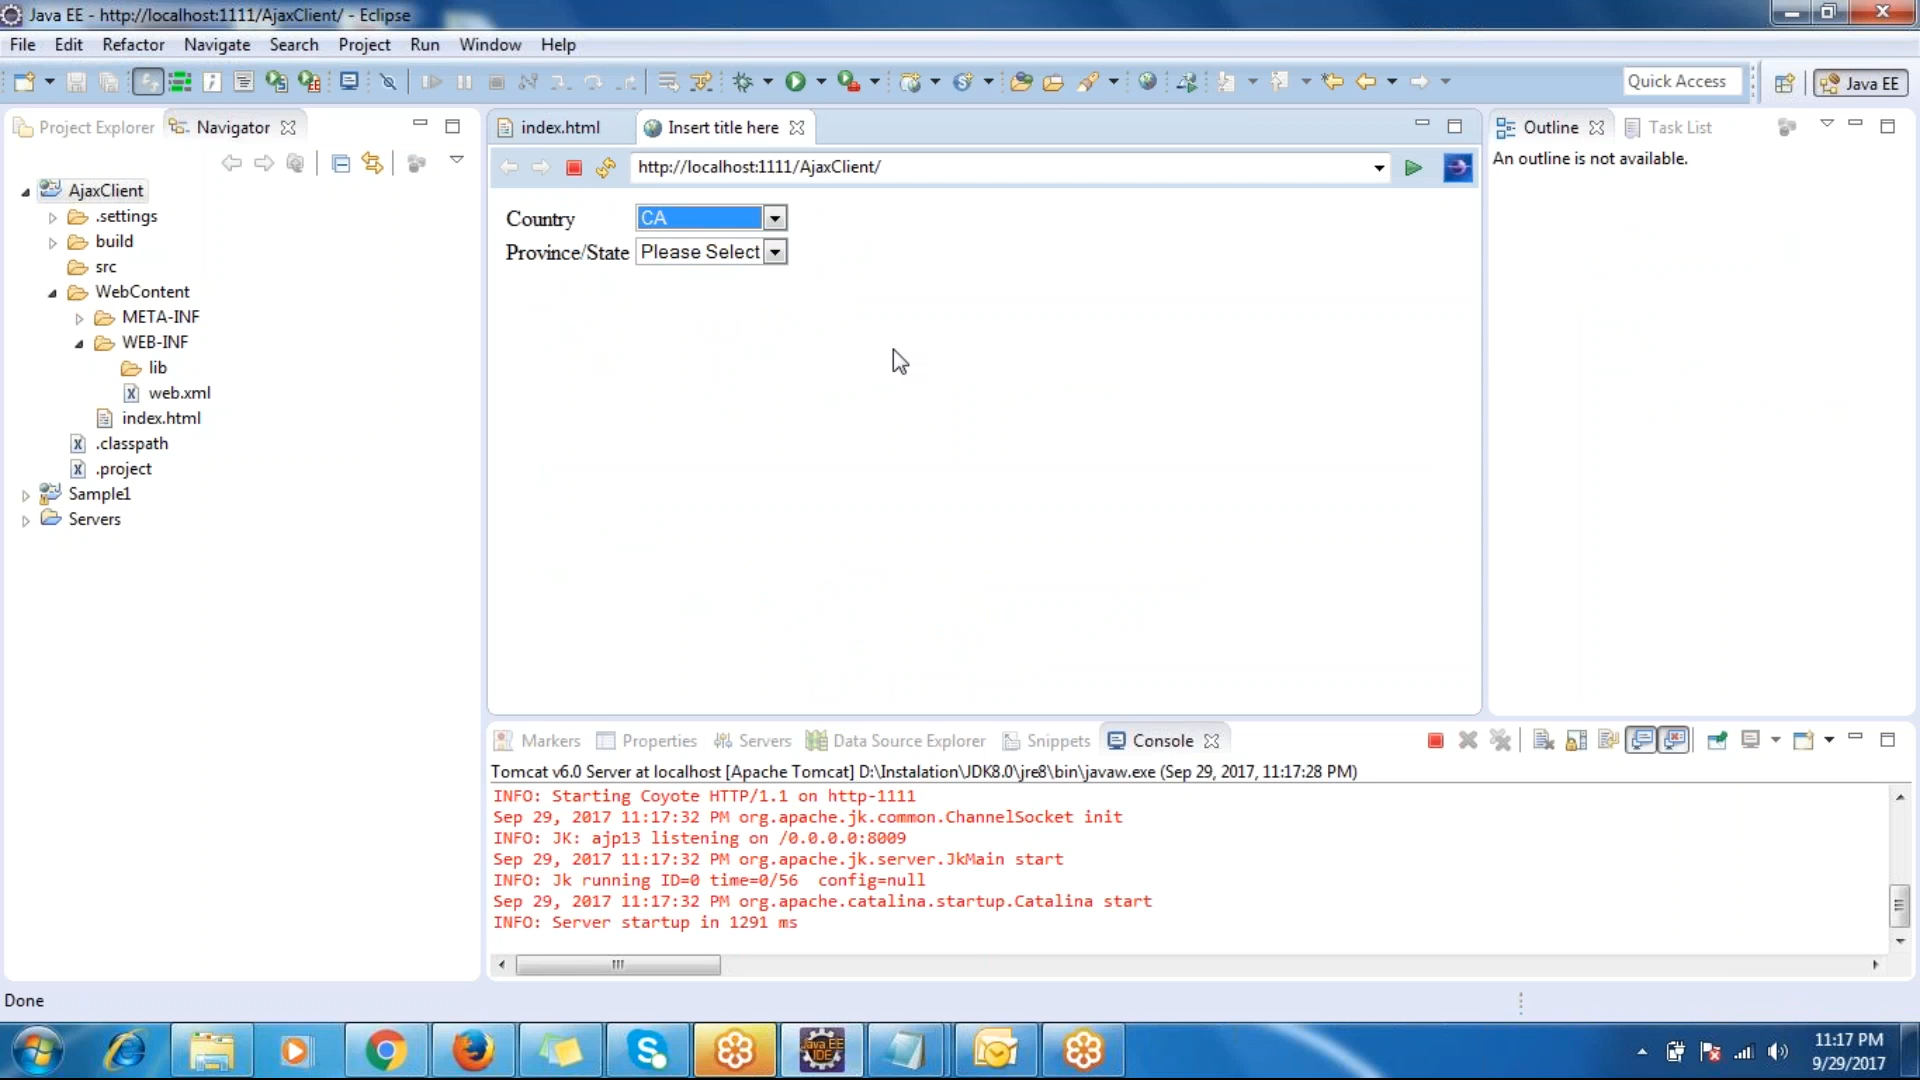 Java EE - http://localhost:1111/AjaxClient/ - Eclipse
File Edit Refactor Navigate Search Project Run Window Help
Quick Access
Java EE
Project Explorer
Navigator
index.html
Insert title here
Outline
Task List
http://localhost:1111/AjaxClient/
An outline is not available.
AjaxClient
.settings
build
src
WebContent
META-INF
WEB-INF
lib
web.xml
index.html
.classpath
.project
Sample1
Servers
Country CA
Province/State Please Select
Markers Properties Servers Data Source Explorer Snippets Console
Tomcat v6.0 Server at localhost [Apache Tomcat] D:\Instalation\JDK8.0\jre8\bin\javaw.exe (Sep 29, 2017, 11:17:28 PM)
INFO: Starting Coyote HTTP/1.1 on http-1111
Sep 29, 2017 11:17:32 PM org.apache.jk.common.ChannelSocket init
INFO: JK: ajp13 listening on /0.0.0.0:8009
Sep 29, 2017 11:17:32 PM org.apache.jk.server.JkMain start
INFO: Jk running ID=0 time=0/56  config=null
Sep 29, 2017 11:17:32 PM org.apache.catalina.startup.Catalina start
INFO: Server startup in 1291 ms
Done
Java EE
IDE
11:17 PM
9/29/2017